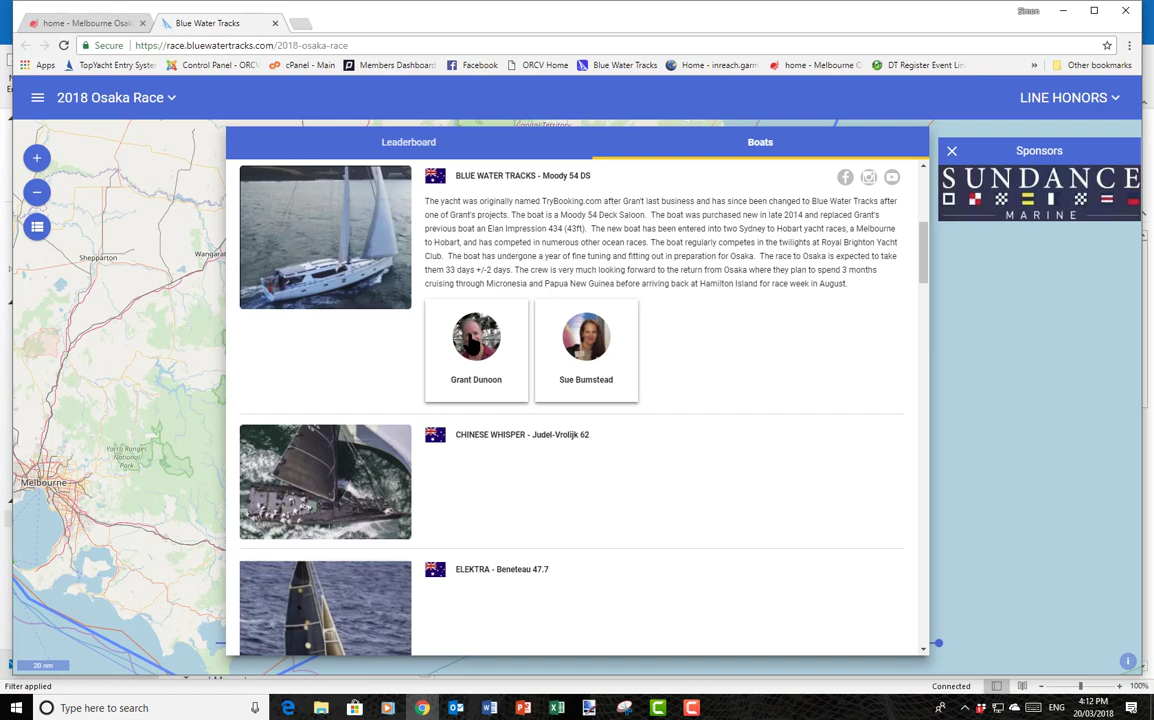 Simon
home - Melbourne Osak
Blue Water Tracks
Secure
https://race.bluewatertracks.com/2018-osaka-race
Apps
TopYacht Entry Syste
Control Panel - ORCV
cPanel - Main
Members Dashboard
Facebook
ORCV Home
Blue Water Tracks
Home - inreach.garm
home - Melbourne O
DT Register Event Lin
»
Other bookmarks
2018 Osaka Race
LINE HONORS
Leaderboard
Boats
Sponsors
SUNDANCE
MARINE
BLUE WATER TRACKS - Moody 54 DS
The yacht was originally named TryBooking.com after Gran't last business and has since been changed to Blue Water Tracks after
one of Grant's projects. The boat is a Moody 54 Deck Saloon. The boat was purchased new in late 2014 and replaced Grant's
previous boat an Elan Impression 434 (43ft). The new boat has been entered into two Sydney to Hobart yacht races, a Melbourne
to Hobart, and has competed in numerous other ocean races. The boat regularly competes in the twilights at Royal Brighton Yacht
Club. The boat has undergone a year of fine tuning and fitting out in preparation for Osaka. The race to Osaka is expected to take
them 33 days +/-2 days. The crew is very much looking forward to the return from Osaka where they plan to spend 3 months
cruising through Micronesia and Papua New Guinea before arriving back at Hamilton Island for race week in August.
Grant Dunoon
Sue Bumstead
CHINESE WHISPER - Judel-Vrolijk 62
ELEKTRA - Beneteau 47.7
Shepparton
Wangarat
Yarra Ranges
National
Park
Melbourne
20 nm
Filter applied
Connected
100%
Type here to search
ENG
4:12 PM
20/03/2018